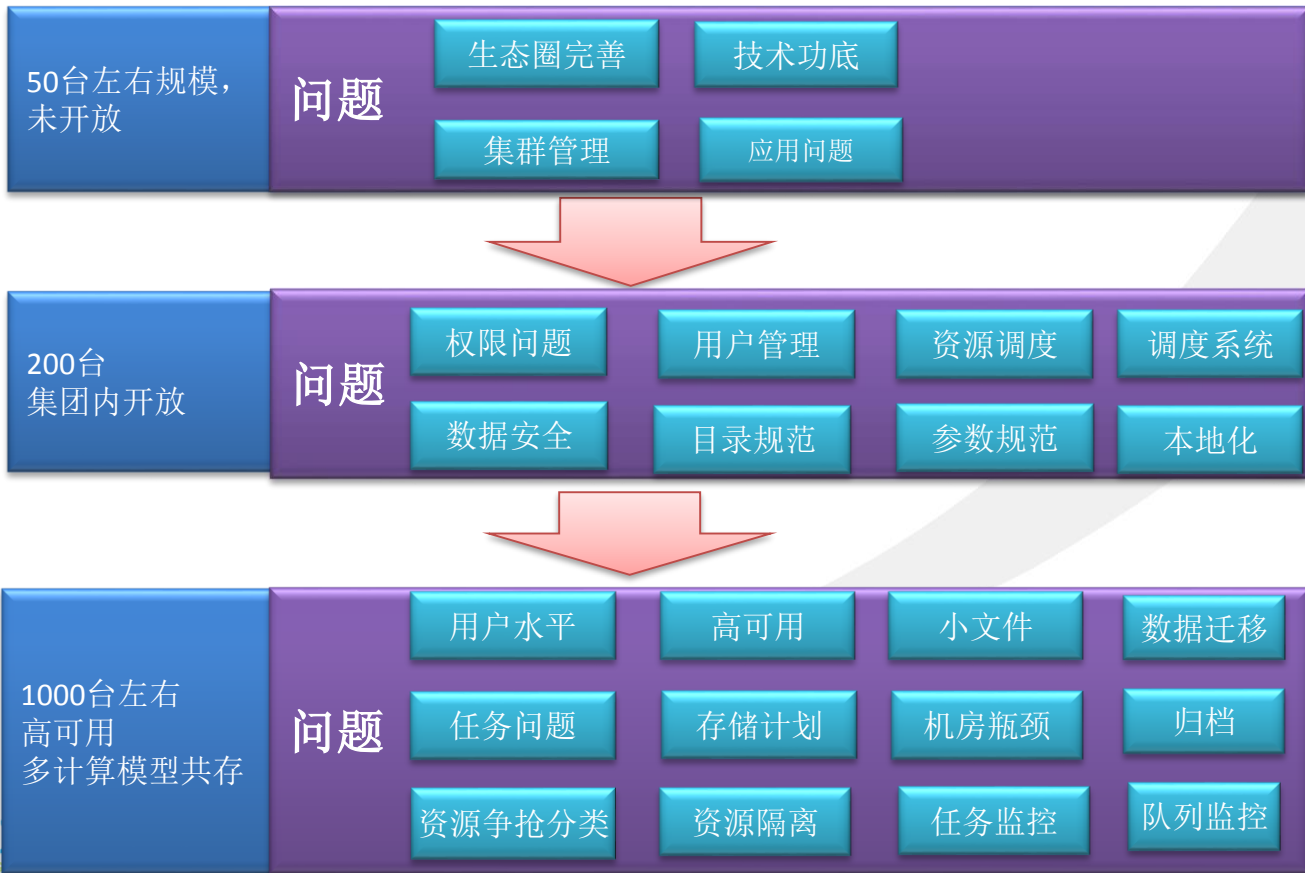 50台左右规模，
未开放
问题
生态圈完善
技术功底
集群管理
应用问题
200台
集团内开放
问题
权限问题
用户管理
资源调度
调度系统
数据安全
目录规范
参数规范
本地化
1000台左右
高可用
多计算模型共存
问题
用户水平
高可用
小文件
数据迁移
任务问题
存储计划
机房瓶颈
归档
资源争抢分类
资源隔离
任务监控
队列监控